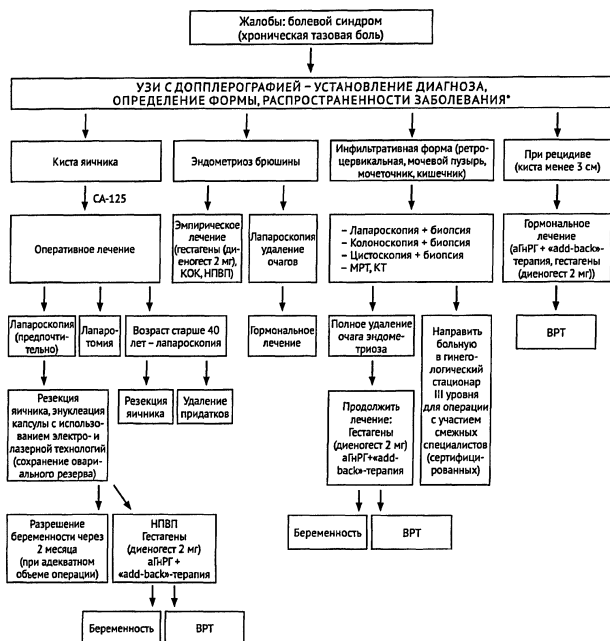 Жалобы: болевой синдром
(хроническая тазовая боль)
УЗИ С ДОППЛЕРОГРАФИЕЙ – УСТАНОВЛЕНИЕ ДИАГНОЗА,
ОПРЕДЕЛЕНИЕ ФОРМЫ, РАСПРОСТРАНЕННОСТИ ЗАБОЛЕВАНИЯ*
Киста яичника
Эндометриоз брюшины
Инфильтративная форма (ретро-
цервикальная, мочевой пузырь,
мочеточник, кишечник)
При рецидиве
(киста менее 3 см)
СА-125
Оперативное лечение
Эмпирическое
лечение
(гестагены (ди-
еногест 2 мг),
КОК, НПВП)
Лапароскопия
удаление
очагов
– Лапароскопия + биопсия
– Колоноскопия + биопсия
– Цистоскопия + биопсия
– МРТ, КТ
Гормональное
лечение
(аГнРГ + «add-back»-
терапия, гестагены
(диеногест 2 мг))
Лапароскопия
(предпочти-
тельно)
Лапаро-
томия
Возраст старше 40
лет – лапароскопия
Гормональное
лечение
Полное удаление
очага эндомет-
риоза
Направить
больную
в гинеко-
логический
стационар
III уровня
для операции
с участием
смежных
специалистов
(сертифици-
рованных)
ВРТ
Резекция
яичника, энуклеация
капсулы с использо-
ванием электро- и
лазерной технологий
(сохранение овари-
ального резерва)
Резекция
яичника
Удаление
придатков
Продолжить
лечение:
Гестагены
(диеногест 2 мг)
аГнРГ+«add-
back»-терапия
Разрешение
беременности через
2 месяца
(при адекватном
объеме операции)
НПВП
Гестагены
(диеногест 2 мг)
аГнРГ +
«add-back»-терапия
Беременность
ВРТ
Беременность
ВРТ